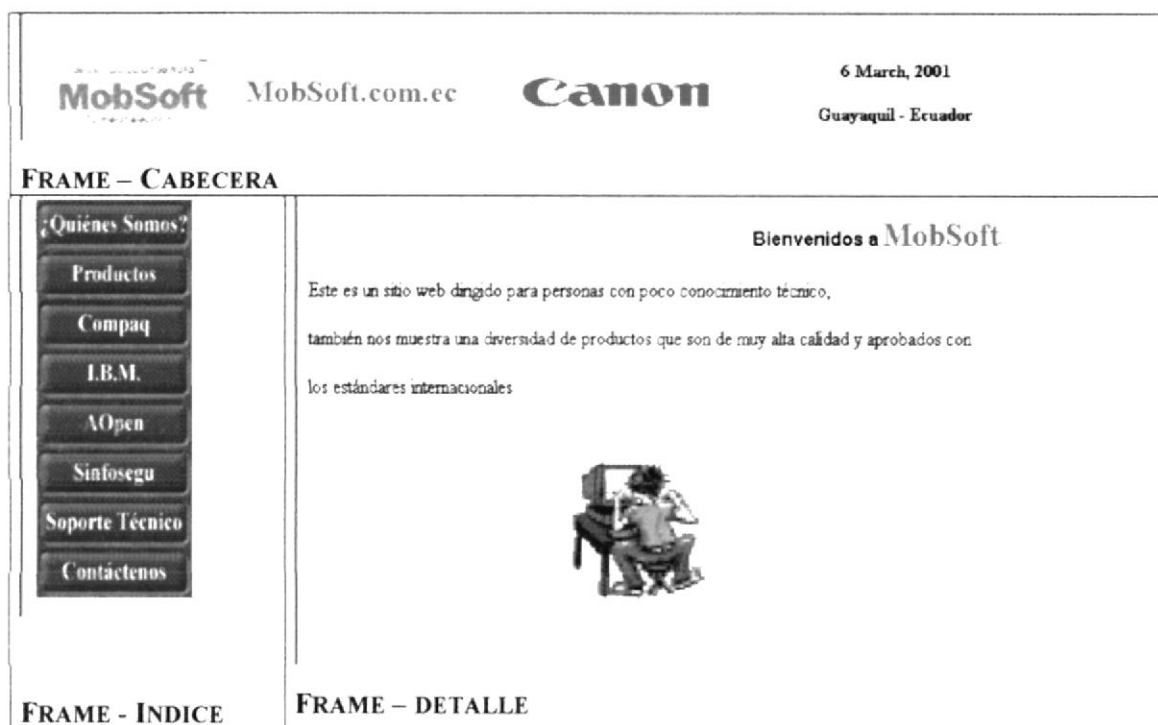 MobSoft
MobSoft.com.ec
Canon
6 March, 2001
Guayaquil - Ecuador
FRAME – CABECERA
¿Quiénes Somos?
Productos
Compaq
I.B.M.
AOpen
Sinfosegu
Soporte Técnico
Contáctenos
FRAME - INDICE
Bienvenidos a MobSoft
Este es un sitio web dirigido para personas con poco conocimiento técnico,
también nos muestra una diversidad de productos que son de muy alta calidad y aprobados con
los estándares internacionales
FRAME – DETALLE